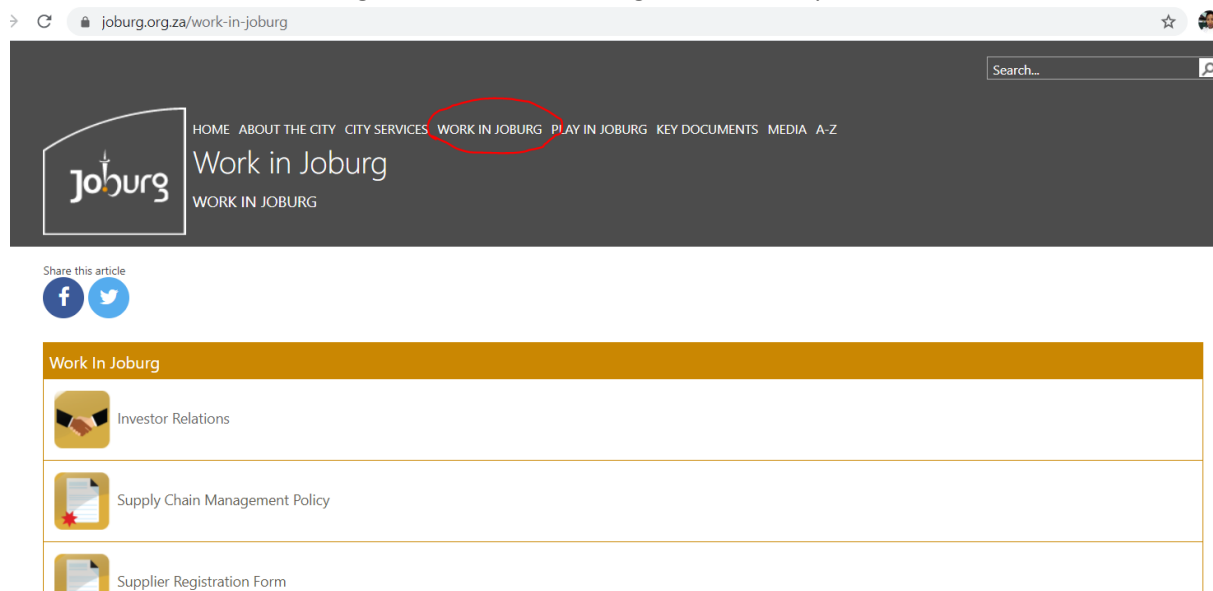 joburg.org.za/work-in-joburg
Search...
HOME ABOUT THE CITY CITY SERVICES WORK IN JOBURG PLAY IN JOBURG KEY DOCUMENTS MEDIA A-Z
Joburg
Work in Joburg
WORK IN JOBURG
Share this article
Work In Joburg
Investor Relations
Supply Chain Management Policy
Supplier Registration Form